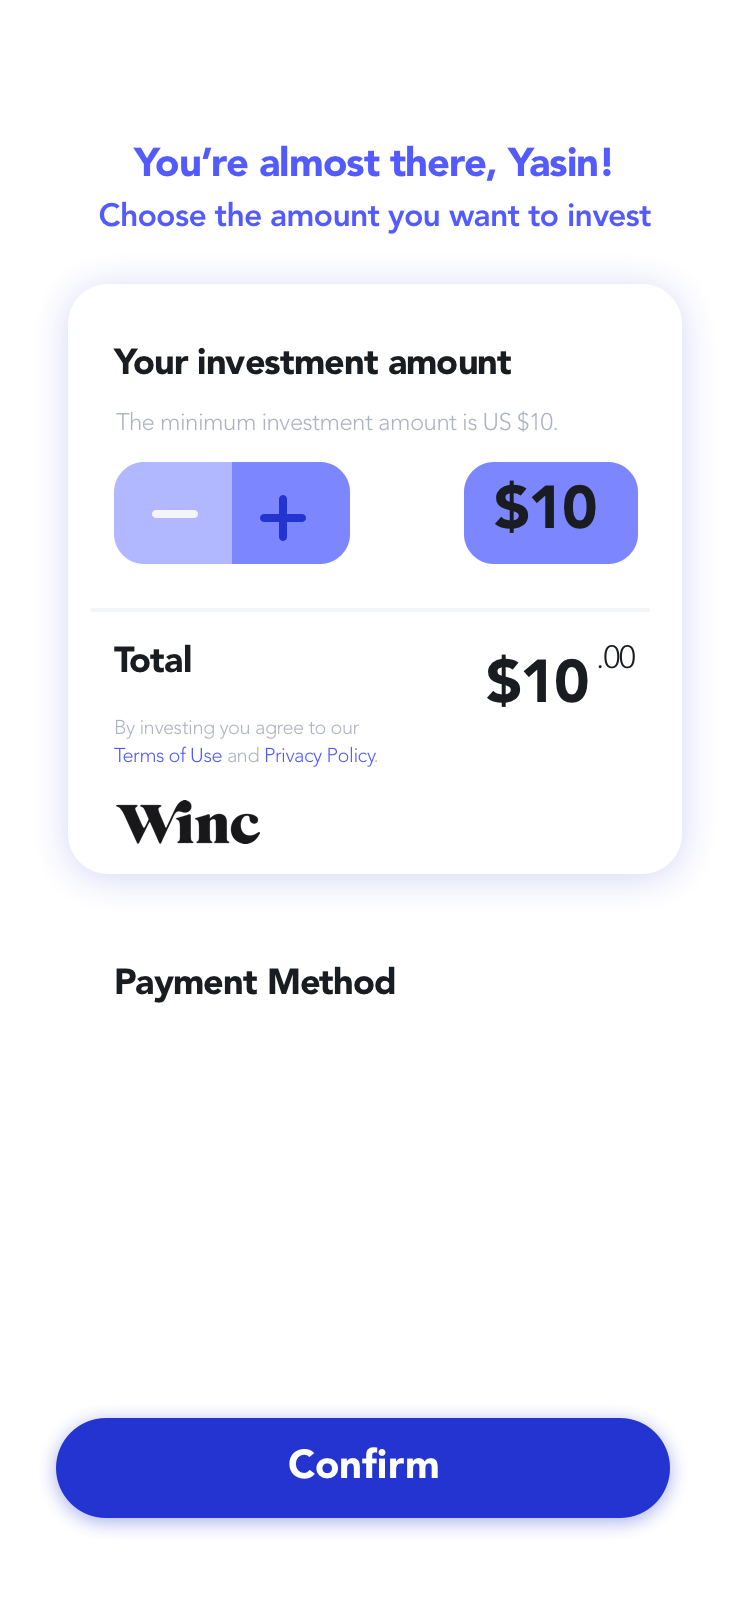 You’re almost there, Yasin!
Choose the amount you want to invest
Your investment amount
The minimum investment amount is US $10.
$10
Total
$10.00
By investing you agree to our
Terms of Use and Privacy Policy.
Winc
Payment Method
Confirm